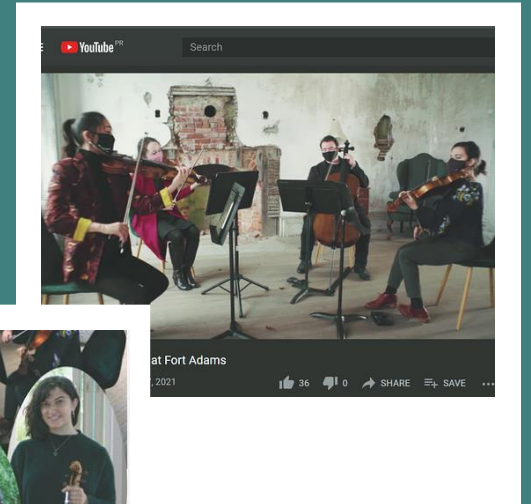 YouTube PR
Search
at Fort Adams
, 2021
36 0 SHARE SAVE